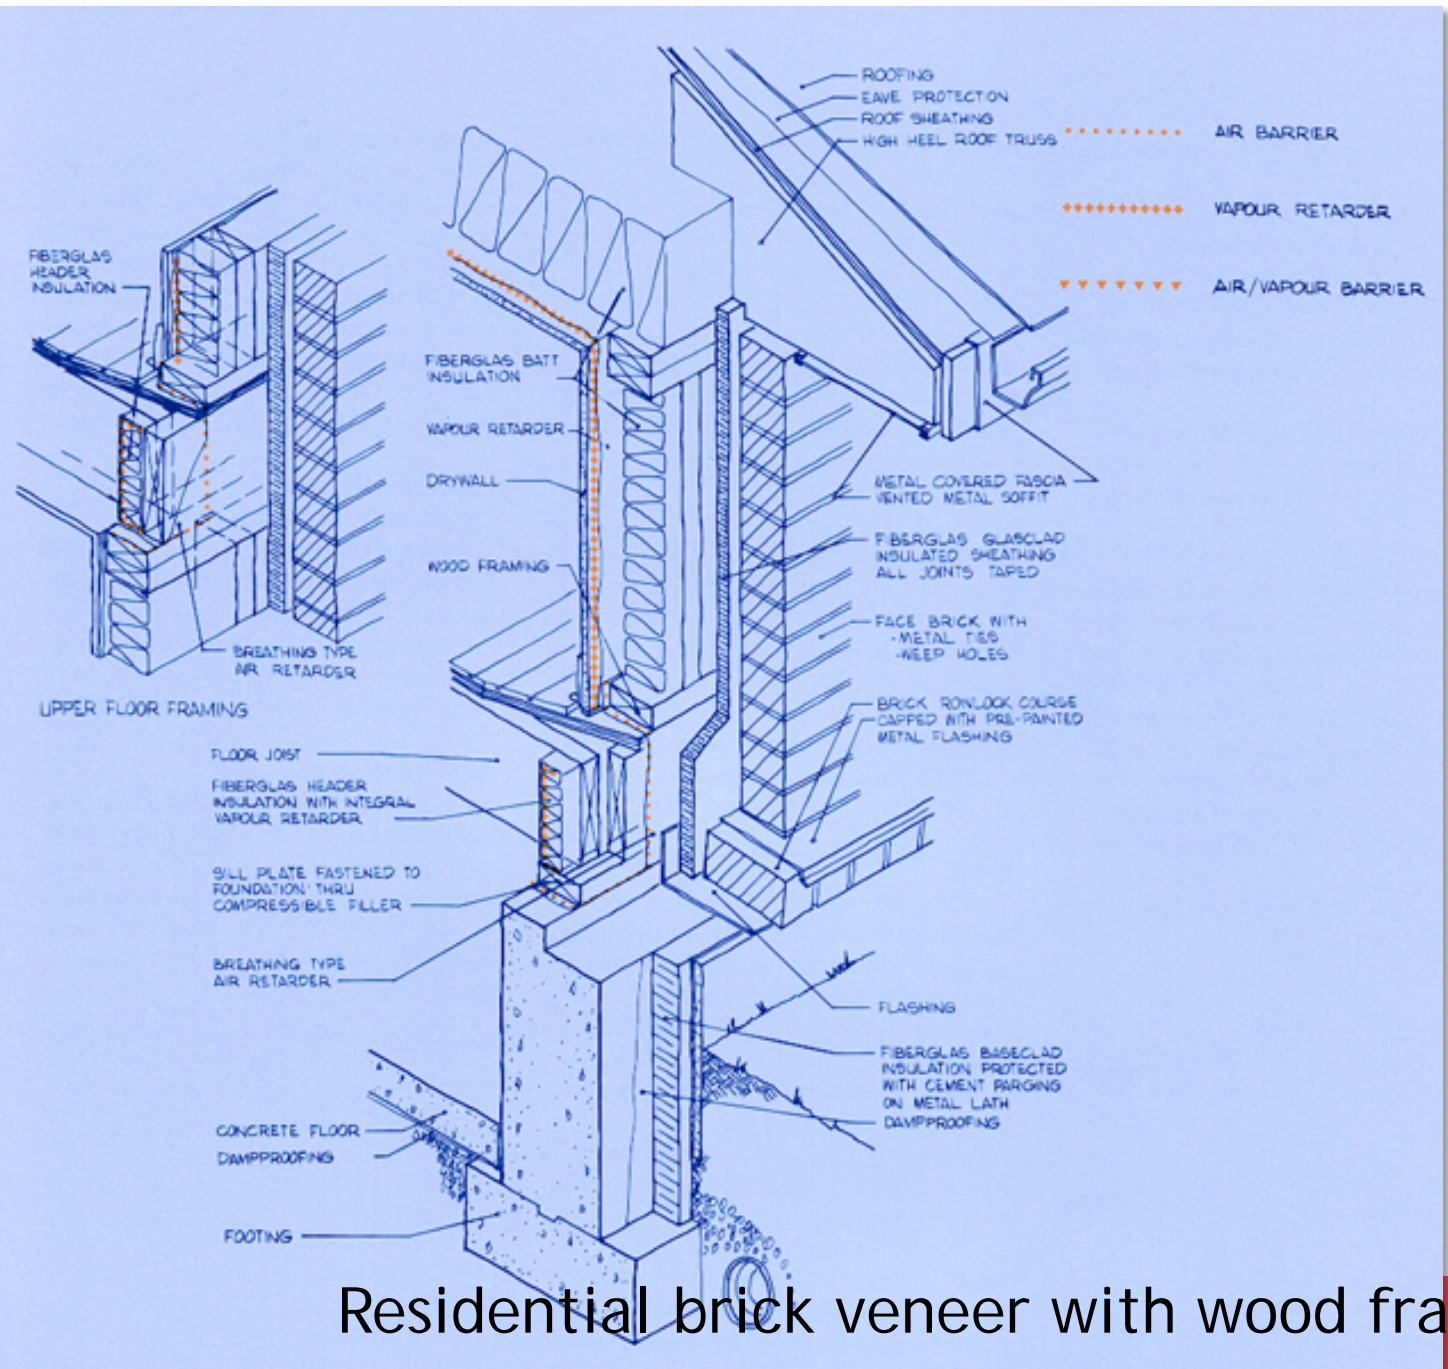 ROOFING
EAVE PROTECTION
ROOF SHEATHING
HIGH HEEL ROOF TRUSS
AIR BARRIER
VAPOUR RETARDER
AIR/VAPOUR BARRIER
FIBERGLAS
HEADER
INSULATION
FIBERGLAS BATT
INSULATION
VAPOUR RETARDER
DRYWALL
WOOD FRAMING
METAL COVERED FASCIA
VENTED METAL SOFFIT
FIBERGLAS GLASCLAD
INSULATED SHEATHING
ALL JOINTS TAPED
FACE BRICK WITH
-METAL TIES
-WEEP HOLES
BRICK ROWLOCK COURSE
CAPPED WITH PRE-PAINTED
METAL FLASHING
BREATHING TYPE
AIR RETARDER
UPPER FLOOR FRAMING
FLOOR JOIST
FIBERGLAS HEADER
INSULATION WITH INTEGRAL
VAPOUR RETARDER
SILL PLATE FASTENED TO
FOUNDATION THRU
COMPRESSIBLE FILLER
BREATHING TYPE
AIR RETARDER
FLASHING
FIBERGLAS BASECLAD
INSULATION PROTECTED
WITH CEMENT PARGING
ON METAL LATH
DAMPPROOFING
CONCRETE FLOOR
DAMPPROOFING
FOOTING
Residential brick veneer with wood fra